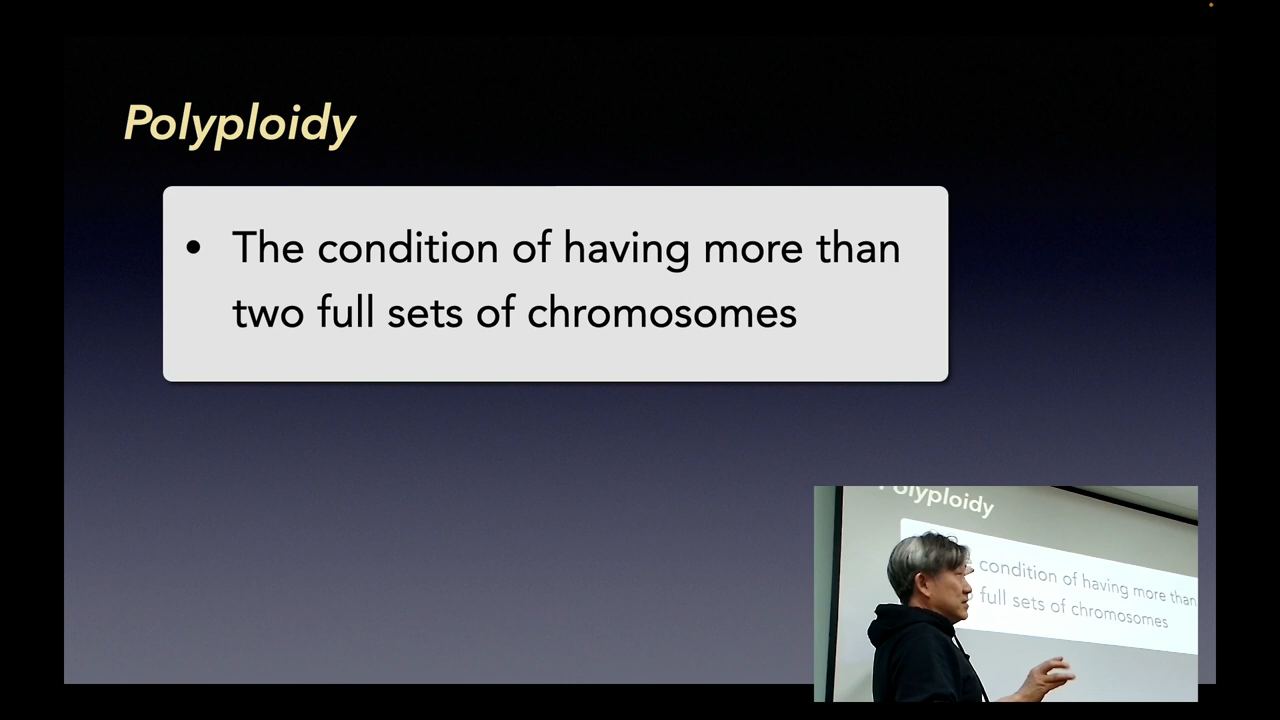 Polyploidy
• The condition of having more than
two full sets of chromosomes
Polyploidy
condition of having more than
full sets of chromosomes